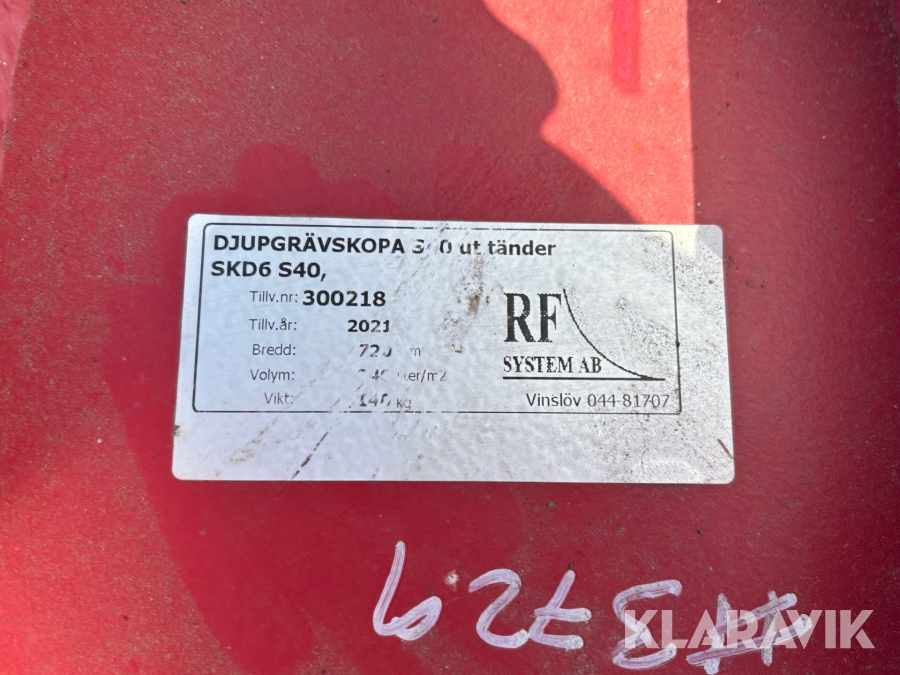 DJUPGRÄVSKOPA S40 ut tänder
SKD6 S40,
Tillv.nr: 300218
Tillv.år: 2021
Bredd:
Volym:
Vikt: kg
RF
SYSTEM AB
Vinslöv 044-81707
KLARAVIK